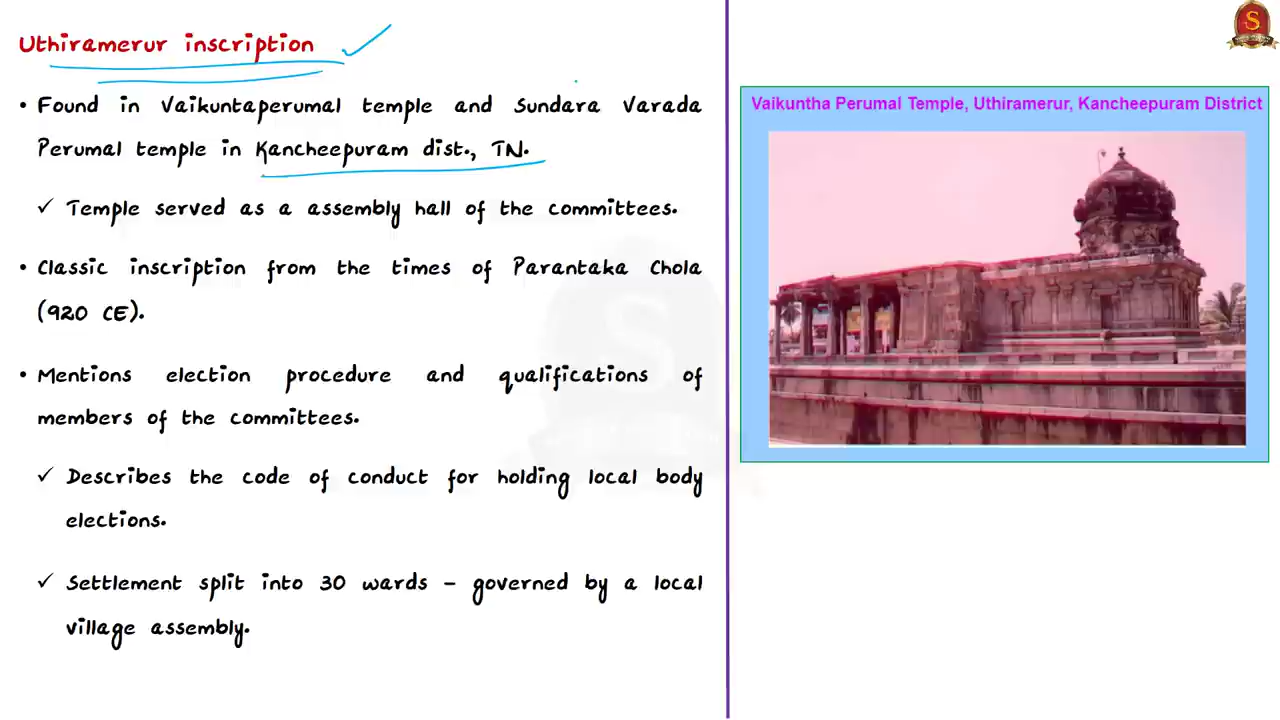 Uthiramerur inscription
• Found in Vaikuntaperumal temple and Sundara Varada
Perumal temple in Kancheepuram dist., TN.
✓ Temple served as a assembly hall of the committees.
• Classic inscription from the times of Parantaka Chola
(920 CE).
• Mentions election procedure and qualifications of
members of the committees.
✓ Describes the code of conduct for holding local body
elections.
✓ Settlement split into 30 wards – governed by a local
village assembly.
Vaikuntha Perumal Temple, Uthiramerur, Kancheepuram District
S